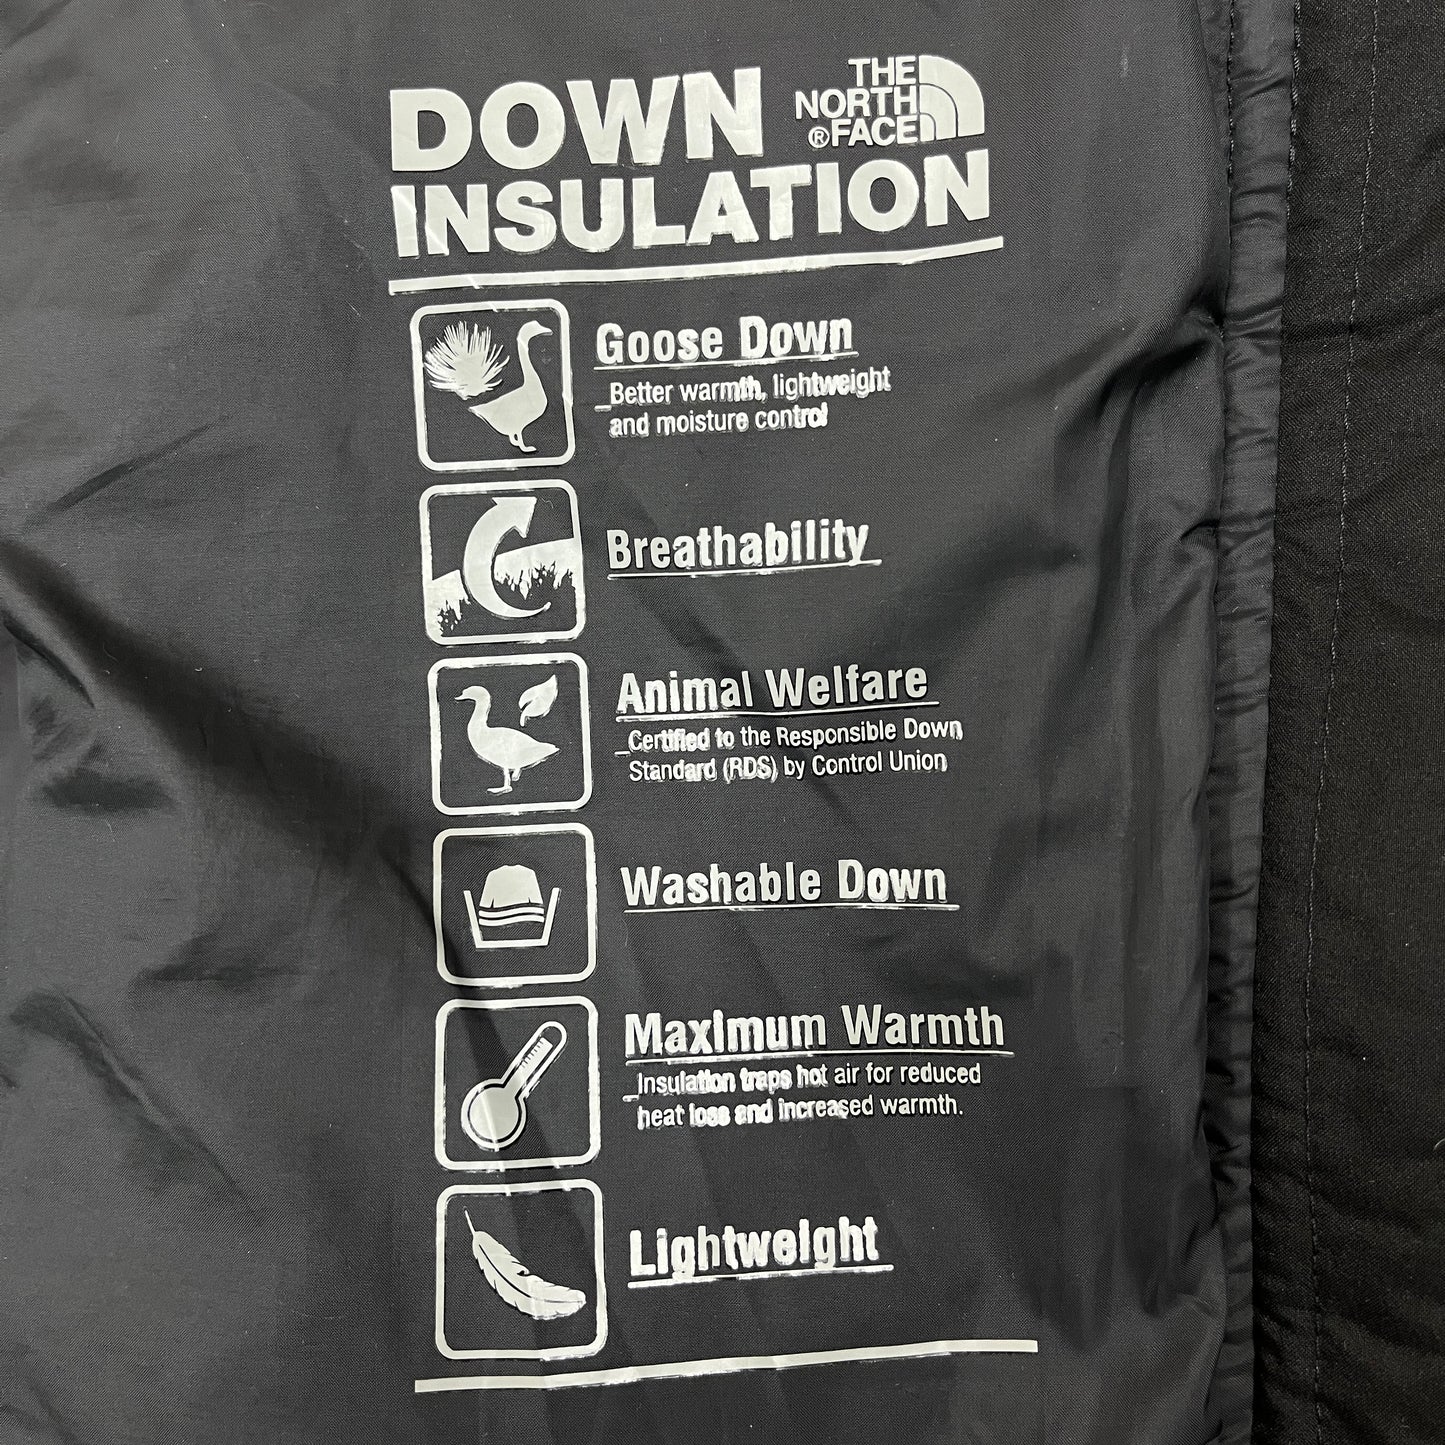 DOWN
INSULATION
THE
NORTH
®FACE
Goose Down
_Better warmth, lightweight
and moisture control
Breathability
Animal Welfare
_Certified to the Responsible Down
Standard (RDS) by Control Union
Washable Down
Maximum Warmth
_Insulation traps hot air for reduced
heat loss and increased warmth.
Lightweight